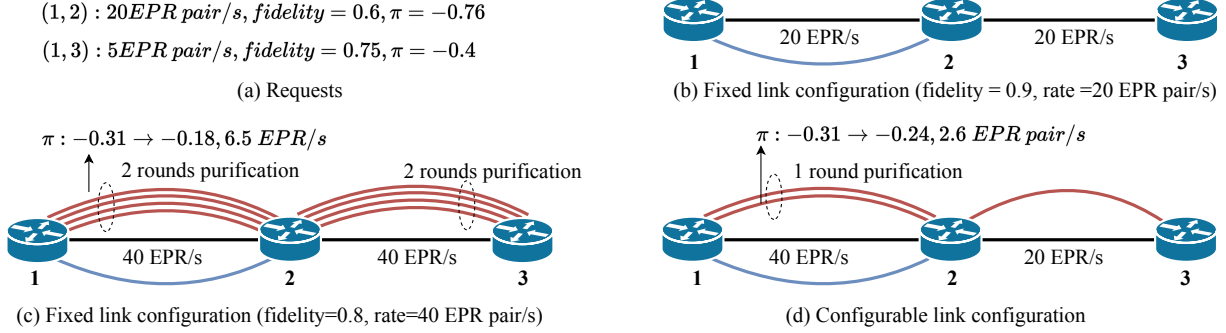 (1, 2) : 20EPR pair/s, fidelity = 0.6, π = −0.76
(1, 3) : 5EPR pair/s, fidelity = 0.75, π = −0.4
(a) Requests
20 EPR/s
20 EPR/s
1
2
3
(b) Fixed link configuration (fidelity = 0.9, rate =20 EPR pair/s)
π : −0.31 → −0.18, 6.5 EPR/s
2 rounds purification
2 rounds purification
40 EPR/s
40 EPR/s
1
2
3
(c) Fixed link configuration (fidelity=0.8, rate=40 EPR pair/s)
π : −0.31 → −0.24, 2.6 EPR pair/s
1 round purification
40 EPR/s
20 EPR/s
1
2
3
(d) Configurable link configuration